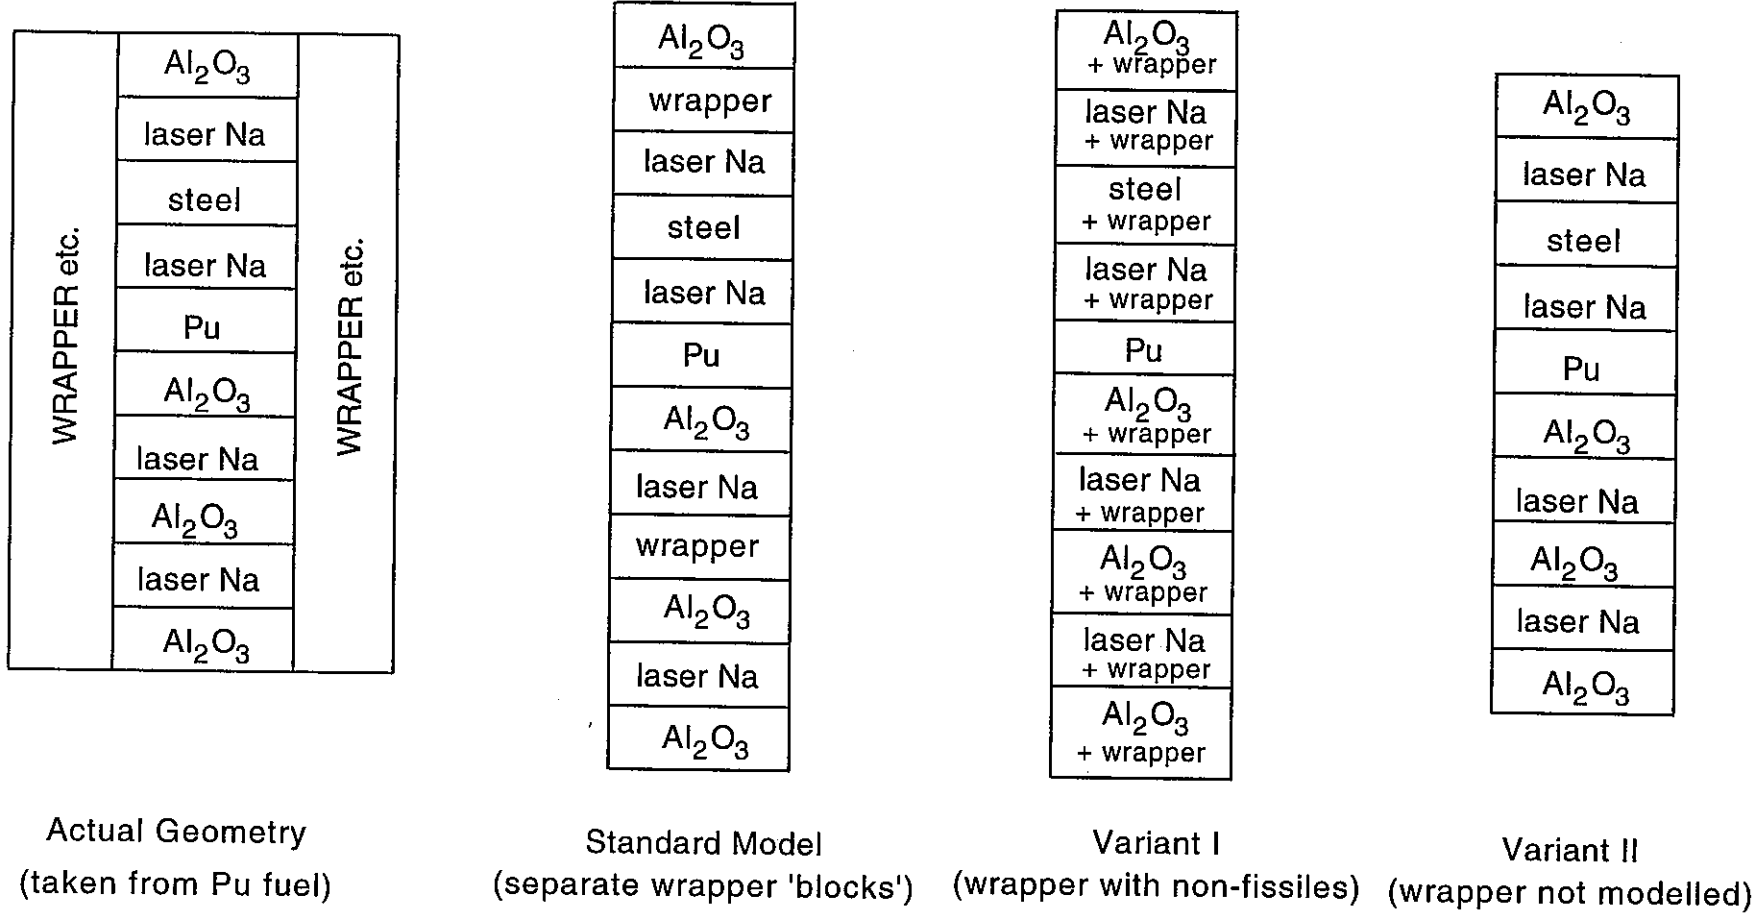 WRAPPER etc.
Al₂O₃
laser Na
steel
laser Na
Pu
Al₂O₃
laser Na
Al₂O₃
laser Na
Al₂O₃
WRAPPER etc.
Actual Geometry
(taken from Pu fuel)
Al₂O₃
wrapper
laser Na
steel
laser Na
Pu
Al₂O₃
laser Na
wrapper
Al₂O₃
laser Na
Al₂O₃
Standard Model
(separate wrapper 'blocks')
Al₂O₃
+ wrapper
laser Na
+ wrapper
steel
+ wrapper
laser Na
+ wrapper
Pu
Al₂O₃
+ wrapper
laser Na
+ wrapper
Al₂O₃
+ wrapper
laser Na
+ wrapper
Al₂O₃
+ wrapper
Variant I
(wrapper with non-fissiles)
Al₂O₃
laser Na
steel
laser Na
Pu
Al₂O₃
laser Na
Al₂O₃
laser Na
Al₂O₃
Variant II
(wrapper not modelled)